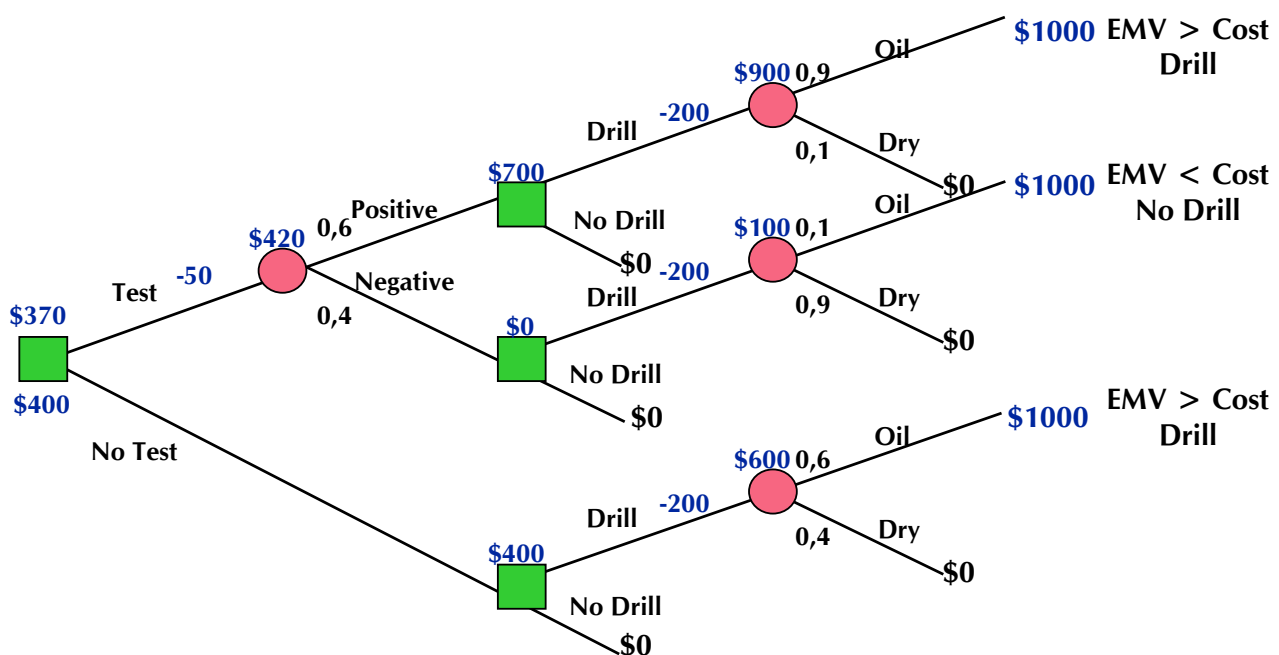 Oil
$1000
EMV > Cost
Drill
$900
0,9
-200
Drill
0,1
Dry
$0
$700
Positive
0,6
No Drill
$0
Oil
$1000
EMV < Cost
No Drill
$100
0,1
-200
Drill
0,9
Dry
$0
$420
-50
Test
Negative
0,4
$0
No Drill
$0
$370
$400
No Test
Oil
$1000
EMV > Cost
Drill
$600
0,6
-200
Drill
0,4
Dry
$0
$400
No Drill
$0